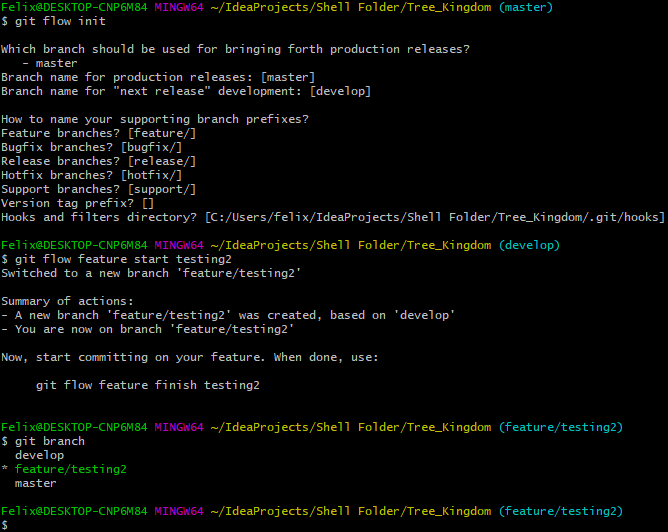 Felix@DESKTOP-CNP6M84 MINGW64 ~/IdeaProjects/Shell Folder/Tree_Kingdom (master)
$ git flow init

Which branch should be used for bringing forth production releases?
   - master
Branch name for production releases: [master]
Branch name for "next release" development: [develop]

How to name your supporting branch prefixes?
Feature branches? [feature/]
Bugfix branches? [bugfix/]
Release branches? [release/]
Hotfix branches? [hotfix/]
Support branches? [support/]
Version tag prefix? []
Hooks and filters directory? [C:/Users/felix/IdeaProjects/Shell Folder/Tree_Kingdom/.git/hooks]

Felix@DESKTOP-CNP6M84 MINGW64 ~/IdeaProjects/Shell Folder/Tree_Kingdom (develop)
$ git flow feature start testing2
Switched to a new branch 'feature/testing2'

Summary of actions:
- A new branch 'feature/testing2' was created, based on 'develop'
- You are now on branch 'feature/testing2'

Now, start committing on your feature. When done, use:

     git flow feature finish testing2


Felix@DESKTOP-CNP6M84 MINGW64 ~/IdeaProjects/Shell Folder/Tree_Kingdom (feature/testing2)
$ git branch
  develop
* feature/testing2
  master

Felix@DESKTOP-CNP6M84 MINGW64 ~/IdeaProjects/Shell Folder/Tree_Kingdom (feature/testing2)
$